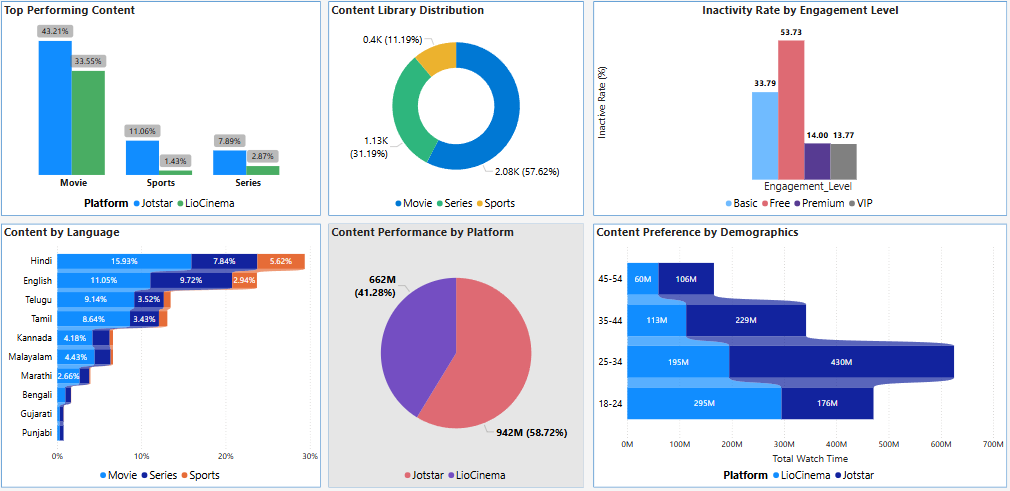 Top Performing Content
43.21%
33.55%
11.06%
1.43%
7.89%
2.87%
Movie Sports Series
Platform Jotstar LioCinema
Content Library Distribution
0.4K (11.19%)
1.13K
(31.19%)
2.08K (57.62%)
Movie Series Sports
Inactivity Rate by Engagement Level
Inactive Rate (%)
53.73
33.79
14.00 13.77
Engagement_Level
Basic Free Premium VIP
Content by Language
Hindi 15.93% 7.84% 5.62%
English 11.05% 9.72% 2.94%
Telugu 9.14% 3.52%
Tamil 8.64% 3.43%
Kannada 4.18%
Malayalam 4.43%
Marathi 2.66%
Bengali
Gujarati
Punjabi
0% 10% 20% 30%
Movie Series Sports
Content Performance by Platform
662M
(41.28%)
942M (58.72%)
Jotstar LioCinema
Content Preference by Demographics
45-54 60M 106M
35-44 113M 229M
25-34 195M 430M
18-24 295M 176M
0M 100M 200M 300M 400M 500M 600M 700M
Total Watch Time
Platform LioCinema Jotstar